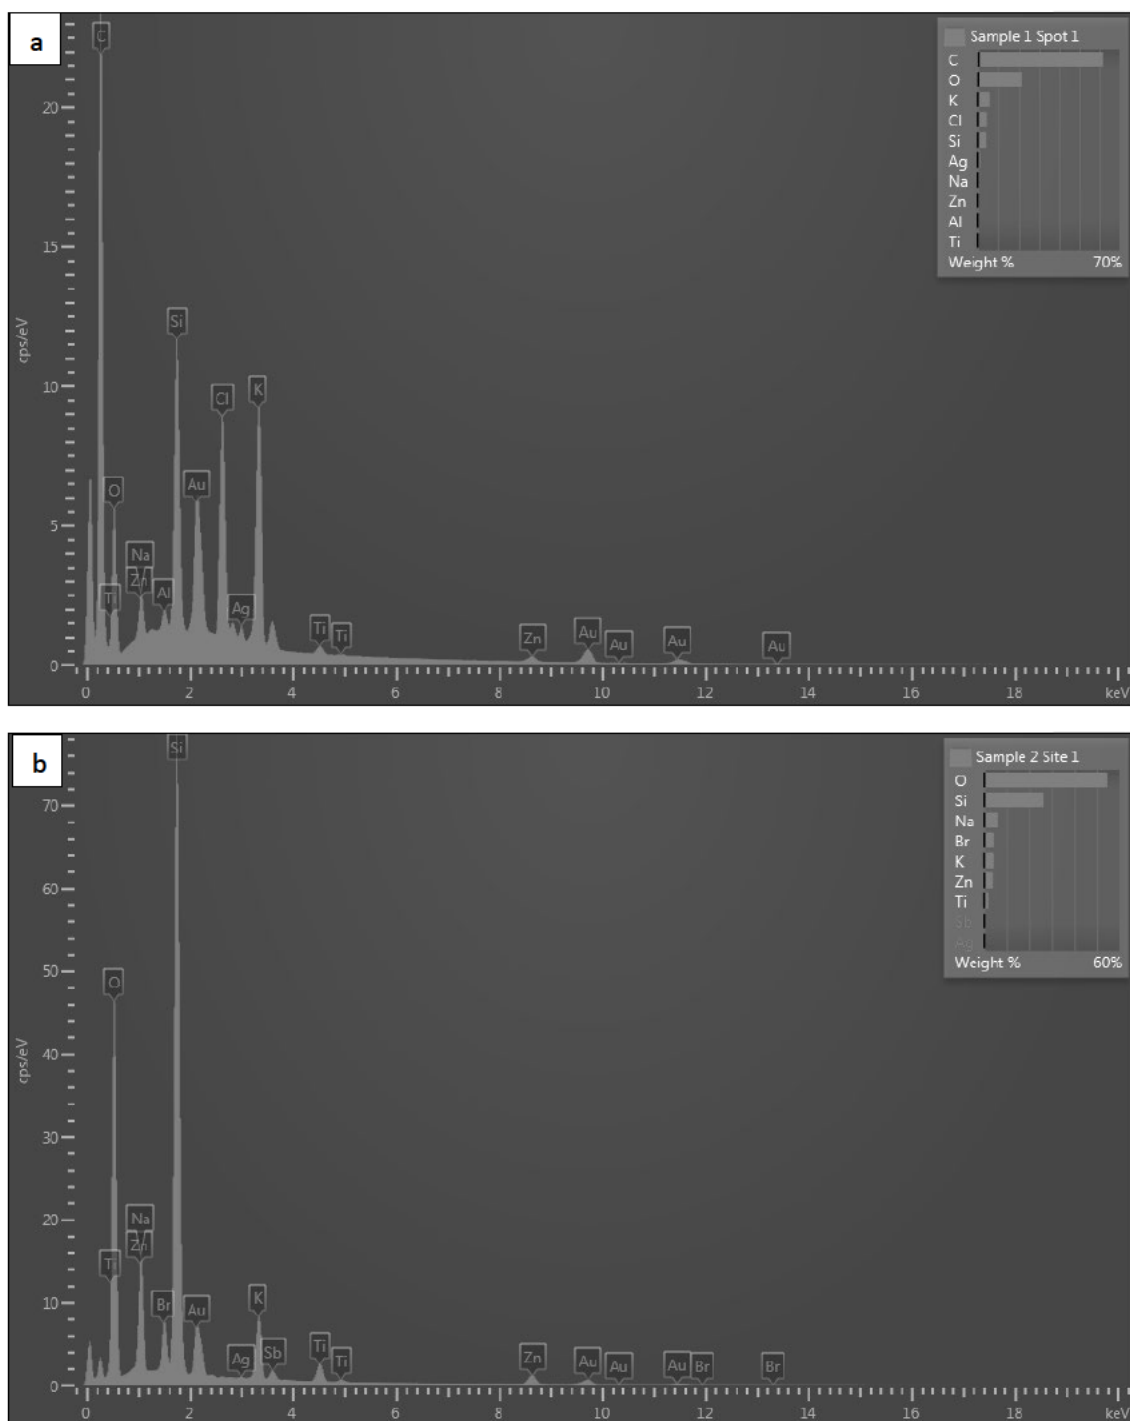 a
Sample 1 Spot 1
C
O
K
Cl
Si
Ag
Na
Zn
Al
Ti
Weight % 70%
cps/eV
20
15
10
5
0
C
Si
K
Cl
O
Au
Na
Zn
Ti
Al
Ag
Ti
Ti
Zn
Au
Au
Au
Au
0 2 4 6 8 10 12 14 16 18 keV
b
Sample 2 Site 1
O
Si
Na
Br
K
Zn
Ti
Sb
Ag
Weight % 60%
cps/eV
70
60
50
40
30
20
10
0
Si
O
Na
Zn
Ti
Br
Au
K
Ag
Sb
Ti
Ti
Zn
Au
Au
Au
Br
Br
0 2 4 6 8 10 12 14 16 18 keV